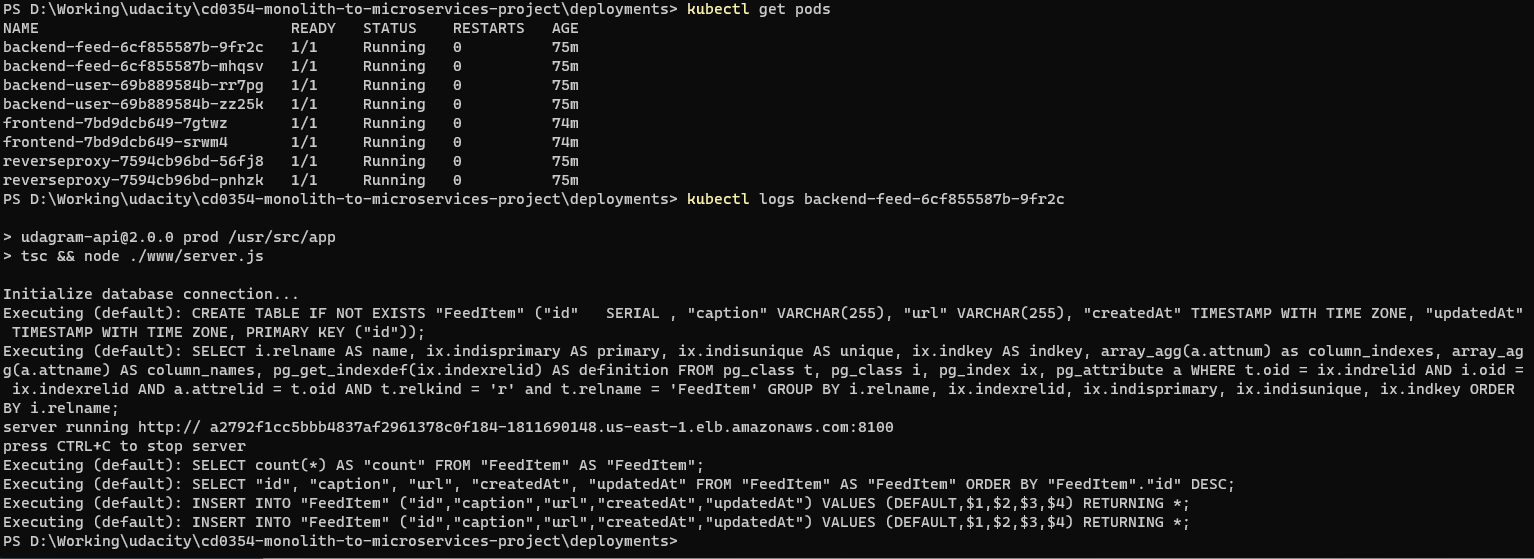 PS D:\Working\udacity\cd0354-monolith-to-microservices-project\deployments> kubectl get pods
NAME                            READY   STATUS    RESTARTS   AGE
backend-feed-6cf855587b-9fr2c   1/1     Running   0          75m
backend-feed-6cf855587b-mhqsv   1/1     Running   0          75m
backend-user-69b889584b-rr7pg   1/1     Running   0          75m
backend-user-69b889584b-zz25k   1/1     Running   0          75m
frontend-7bd9dcb649-7gtwz       1/1     Running   0          74m
frontend-7bd9dcb649-srwm4       1/1     Running   0          74m
reverseproxy-7594cb96bd-56fj8   1/1     Running   0          75m
reverseproxy-7594cb96bd-pnhzk   1/1     Running   0          75m
PS D:\Working\udacity\cd0354-monolith-to-microservices-project\deployments> kubectl logs backend-feed-6cf855587b-9fr2c
> udagram-api@2.0.0 prod /usr/src/app
> tsc && node ./www/server.js
Initialize database connection...
Executing (default): CREATE TABLE IF NOT EXISTS "FeedItem" ("id"   SERIAL , "caption" VARCHAR(255), "url" VARCHAR(255), "createdAt" TIMESTAMP WITH TIME ZONE, "updatedAt"
 TIMESTAMP WITH TIME ZONE, PRIMARY KEY ("id"));
Executing (default): SELECT i.relname AS name, ix.indisprimary AS primary, ix.indisunique AS unique, ix.indkey AS indkey, array_agg(a.attnum) as column_indexes, array_ag
g(a.attname) AS column_names, pg_get_indexdef(ix.indexrelid) AS definition FROM pg_class t, pg_class i, pg_index ix, pg_attribute a WHERE t.oid = ix.indrelid AND i.oid =
 ix.indexrelid AND a.attrelid = t.oid AND t.relkind = 'r' and t.relname = 'FeedItem' GROUP BY i.relname, ix.indexrelid, ix.indisprimary, ix.indisunique, ix.indkey ORDER
BY i.relname;
server running http:// a2792f1cc5bbb4837af2961378c0f184-1811690148.us-east-1.elb.amazonaws.com:8100
press CTRL+C to stop server
Executing (default): SELECT count(*) AS "count" FROM "FeedItem" AS "FeedItem";
Executing (default): SELECT "id", "caption", "url", "createdAt", "updatedAt" FROM "FeedItem" AS "FeedItem" ORDER BY "FeedItem"."id" DESC;
Executing (default): INSERT INTO "FeedItem" ("id","caption","url","createdAt","updatedAt") VALUES (DEFAULT,$1,$2,$3,$4) RETURNING *;
Executing (default): INSERT INTO "FeedItem" ("id","caption","url","createdAt","updatedAt") VALUES (DEFAULT,$1,$2,$3,$4) RETURNING *;
PS D:\Working\udacity\cd0354-monolith-to-microservices-project\deployments>